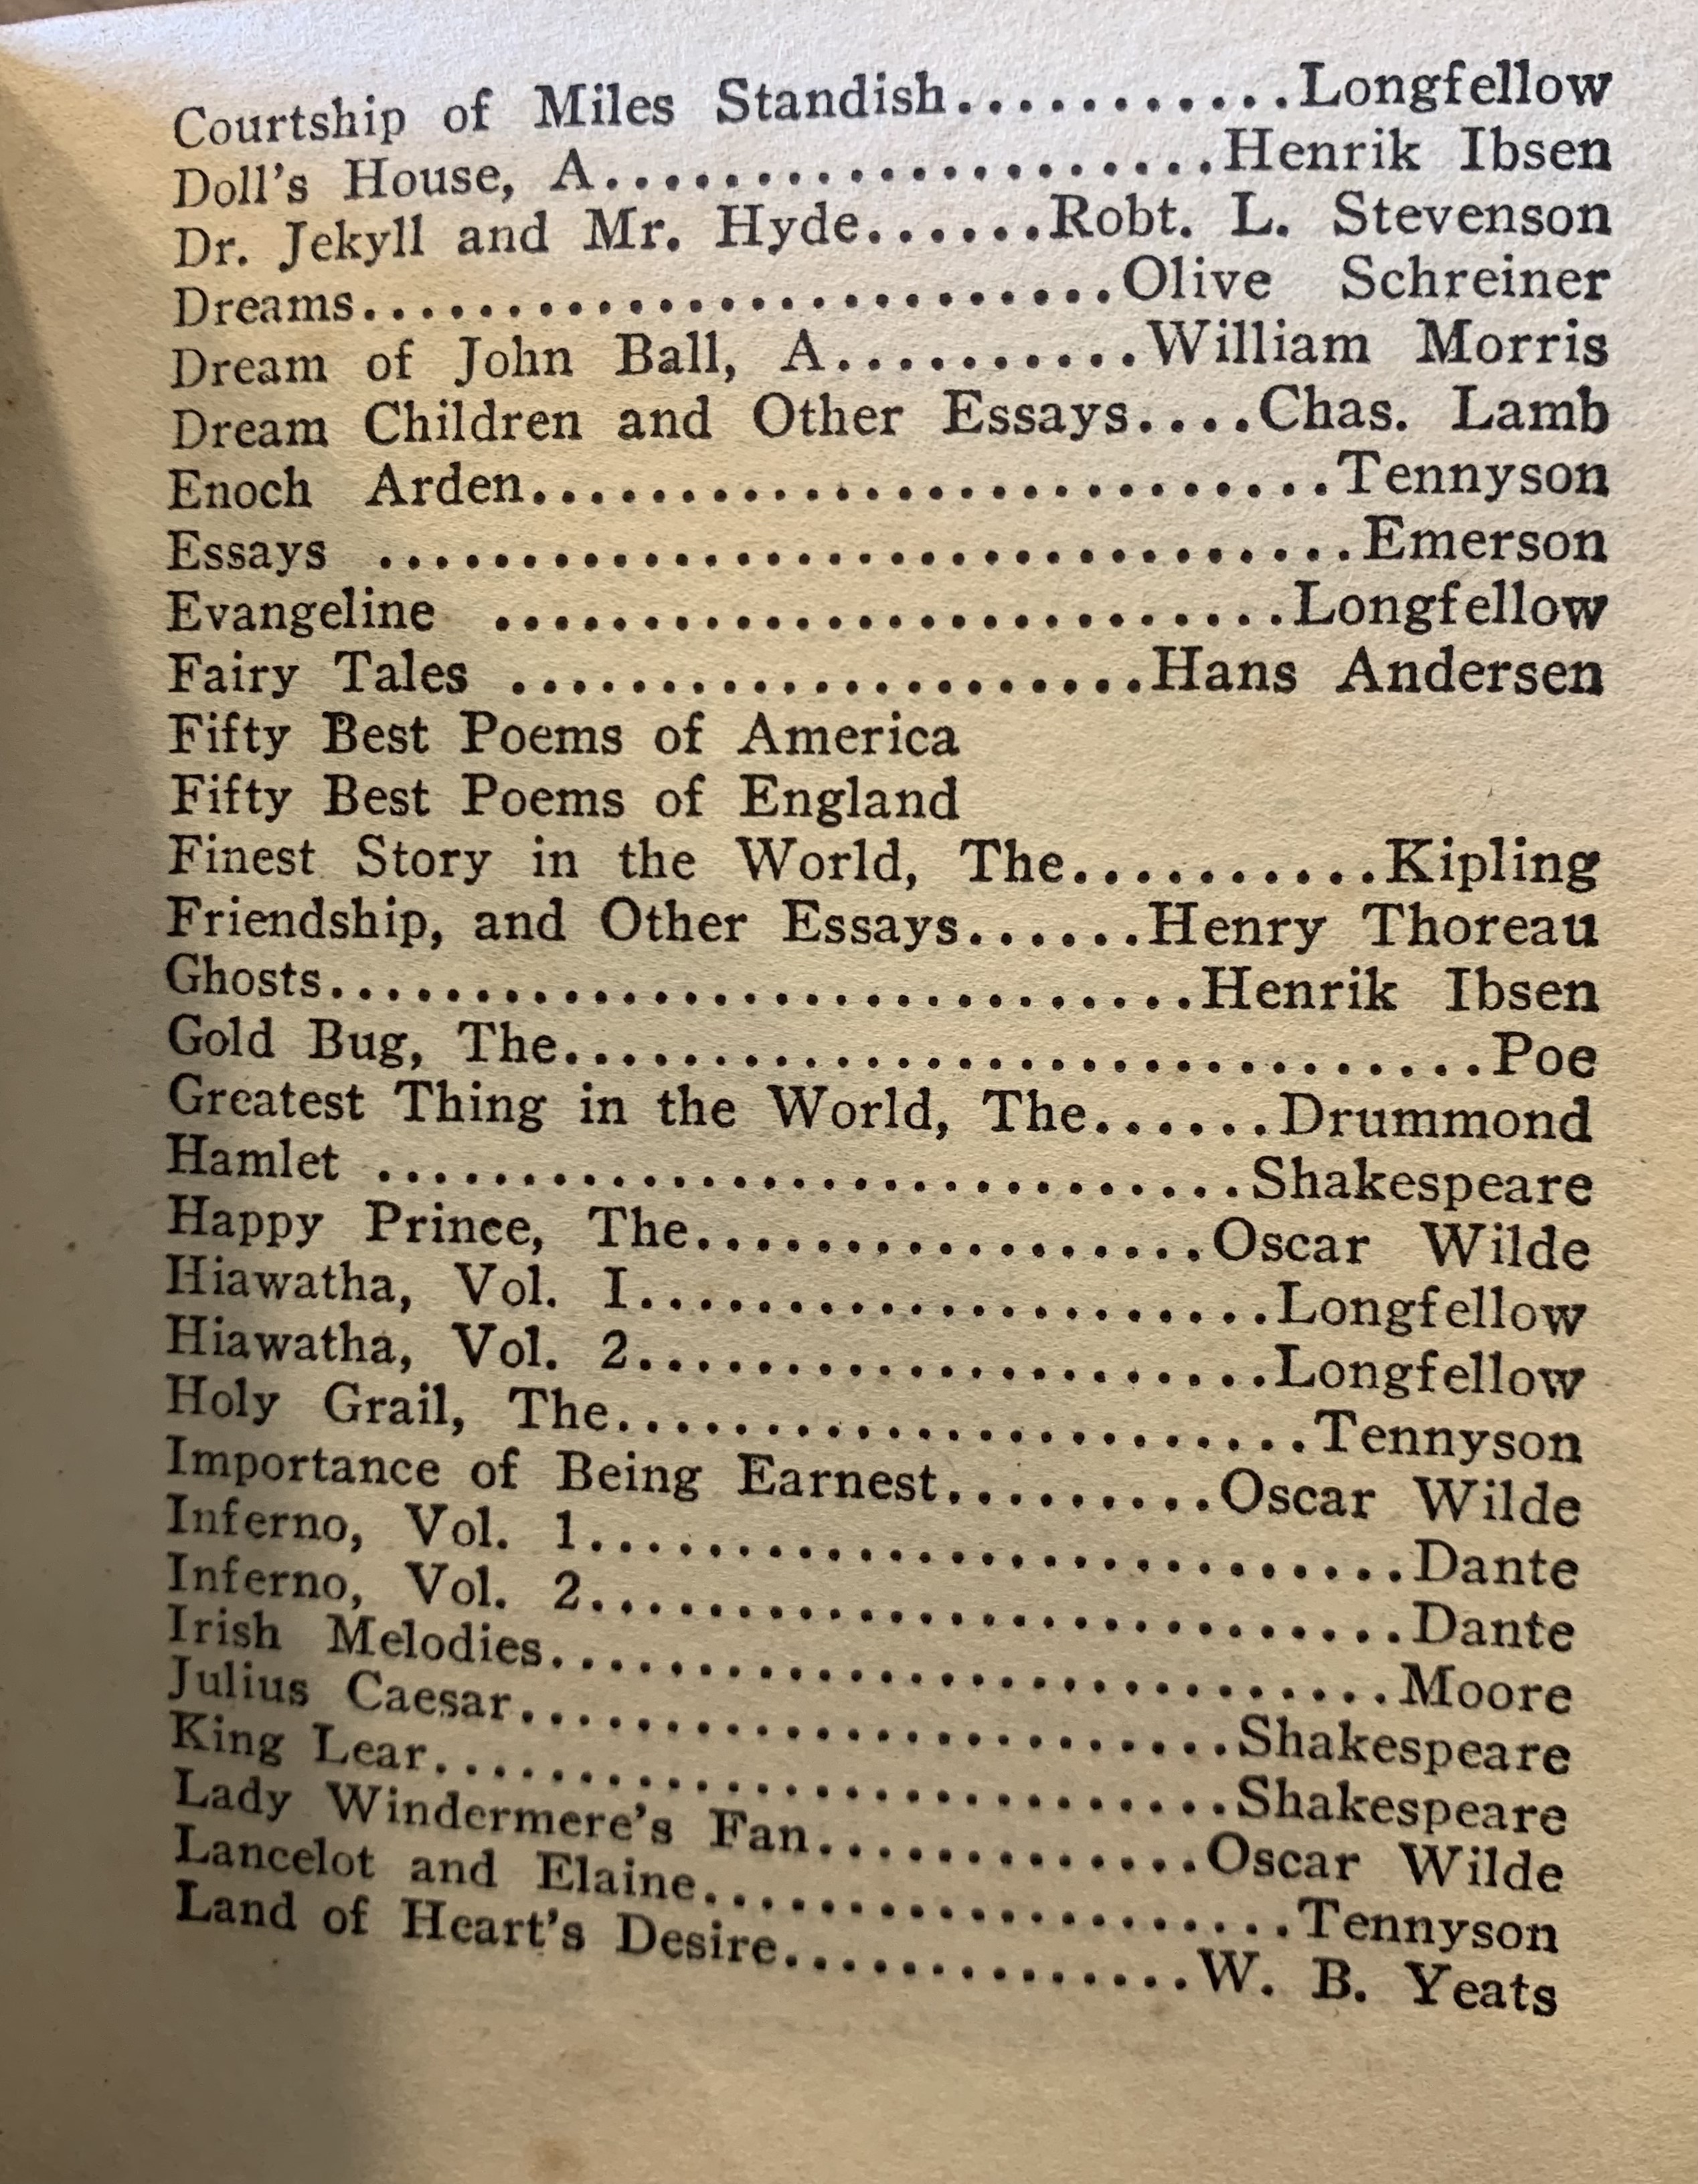 Courtship of Miles Standish...........Longfellow
Doll's House, A.....................Henrik Ibsen
Dr. Jekyll and Mr. Hyde......Robt. L. Stevenson
Dreams..........................Olive Schreiner
Dream of John Ball, A..........William Morris
Dream Children and Other Essays....Chas. Lamb
Enoch Arden...........................Tennyson
Essays .................................Emerson
Evangeline ...........................Longfellow
Fairy Tales ......................Hans Andersen
Fifty Best Poems of America
Fifty Best Poems of England
Finest Story in the World, The...........Kipling
Friendship, and Other Essays......Henry Thoreau
Ghosts..............................Henrik Ibsen
Gold Bug, The................................Poe
Greatest Thing in the World, The......Drummond
Hamlet ..............................Shakespeare
Happy Prince, The.................Oscar Wilde
Hiawatha, Vol. I......................Longfellow
Hiawatha, Vol. 2......................Longfellow
Holy Grail, The........................Tennyson
Importance of Being Earnest.........Oscar Wilde
Inferno, Vol. 1............................Dante
Inferno, Vol. 2............................Dante
Irish Melodies.............................Moore
Julius Caesar........................Shakespeare
King Lear...........................Shakespeare
Lady Windermere's Fan.............Oscar Wilde
Lancelot and Elaine....................Tennyson
Land of Heart's Desire..............W. B. Yeats